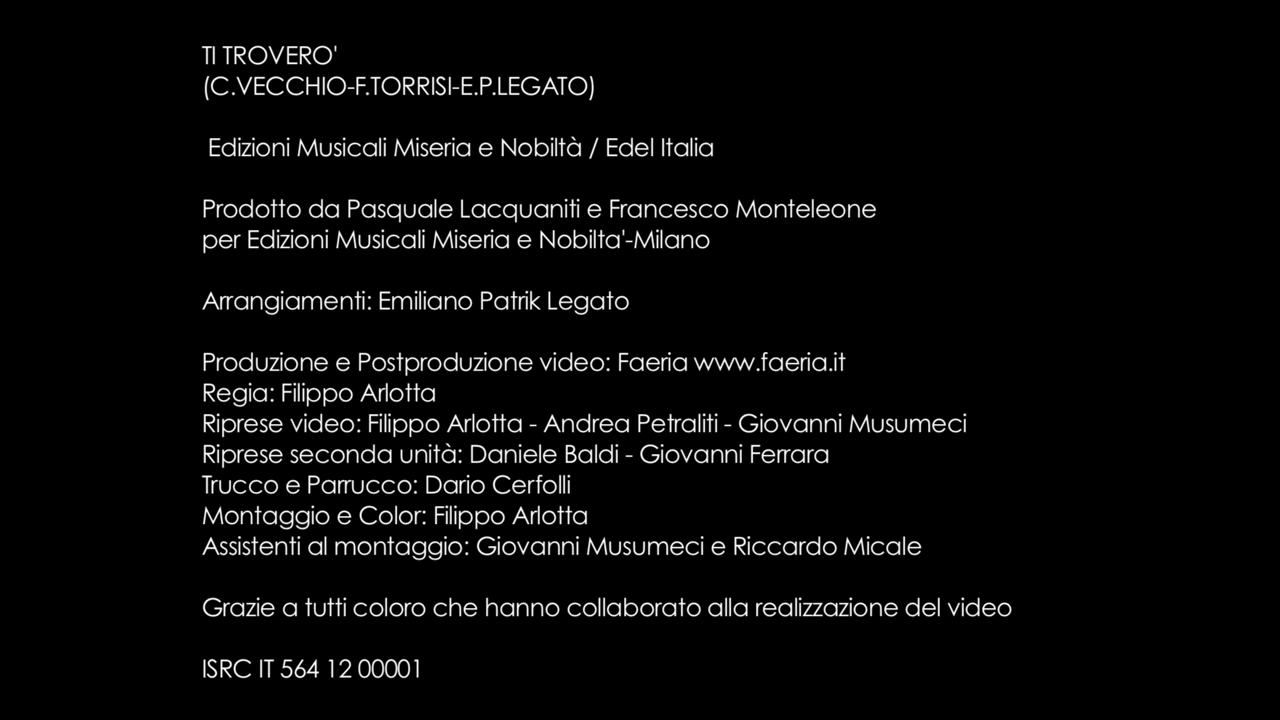 TI TROVERO'
(C.VECCHIO-F.TORRISI-E.P.LEGATO)
Edizioni Musicali Miseria e Nobiltà / Edel Italia
Prodotto da Pasquale Lacquaniti e Francesco Monteleone
per Edizioni Musicali Miseria e Nobilta'-Milano
Arrangiamenti: Emiliano Patrik Legato
Produzione e Postproduzione video: Faeria www.faeria.it
Regia: Filippo Arlotta
Riprese video: Filippo Arlotta - Andrea Petraliti - Giovanni Musumeci
Riprese seconda unità: Daniele Baldi - Giovanni Ferrara
Trucco e Parrucco: Dario Cerfolli
Montaggio e Color: Filippo Arlotta
Assistenti al montaggio: Giovanni Musumeci e Riccardo Micale
Grazie a tutti coloro che hanno collaborato alla realizzazione del video
ISRC IT 564 12 00001